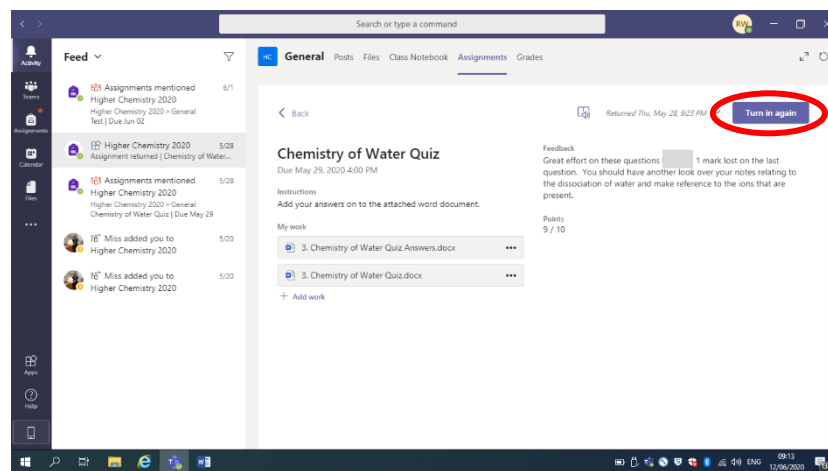 Search or type a command
RW
Activity
Teams
Assignments
Calendar
Files
Apps
Help
Feed
Assignments mentioned 6/1
Higher Chemistry 2020
Higher Chemistry 2020 > General
Test | Due Jun 02
Higher Chemistry 2020 5/28
Assignment returned | Chemistry of Water...
Assignments mentioned 5/28
Higher Chemistry 2020
Higher Chemistry 2020 > General
Chemistry of Water Quiz | Due May 29
Miss added you to 5/20
Higher Chemistry 2020
Miss added you to 5/20
Higher Chemistry 2020
HC General Posts Files Class Notebook Assignments Grades
Back
Returned Thu, May 28, 9:23 PM
Turn in again
Chemistry of Water Quiz
Due May 29, 2020 4:00 PM
Instructions
Add your answers on to the attached word document.
My work
3. Chemistry of Water Quiz Answers.docx
3. Chemistry of Water Quiz.docx
+ Add work
Feedback
Great effort on these questions 1 mark lost on the last
question. You should have another look over your notes relating to
the dissociation of water and make reference to the ions that are
present.
Points
9 / 10
ENG
09:13
12/06/2020